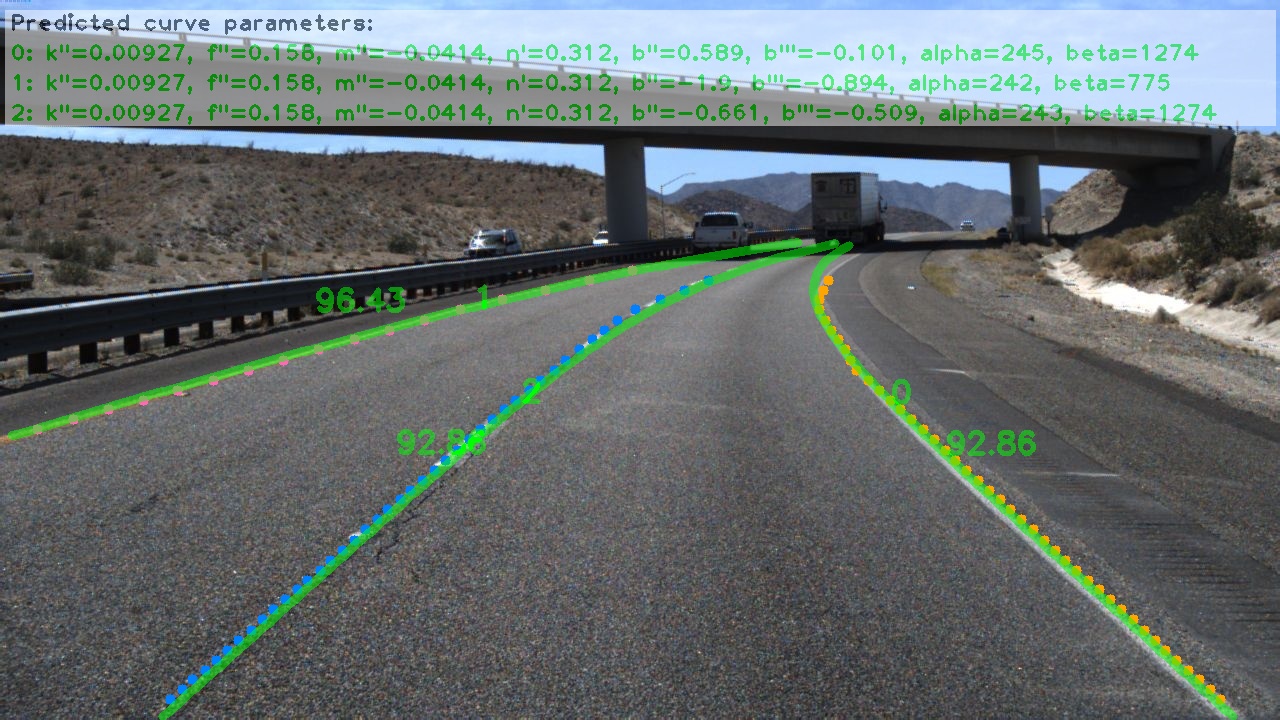 Predicted curve parameters:
0: k''=0.00927, f''=0.158, m''=-0.0414, n'=0.312, b''=0.589, b'''=-0.101, alpha=245, beta=1274
1: k''=0.00927, f''=0.158, m''=-0.0414, n'=0.312, b''=-1.9, b'''=-0.894, alpha=242, beta=775
2: k''=0.00927, f''=0.158, m''=-0.0414, n'=0.312, b''=-0.661, b'''=-0.509, alpha=243, beta=1274
96.43 1
2 0
92.86 92.86